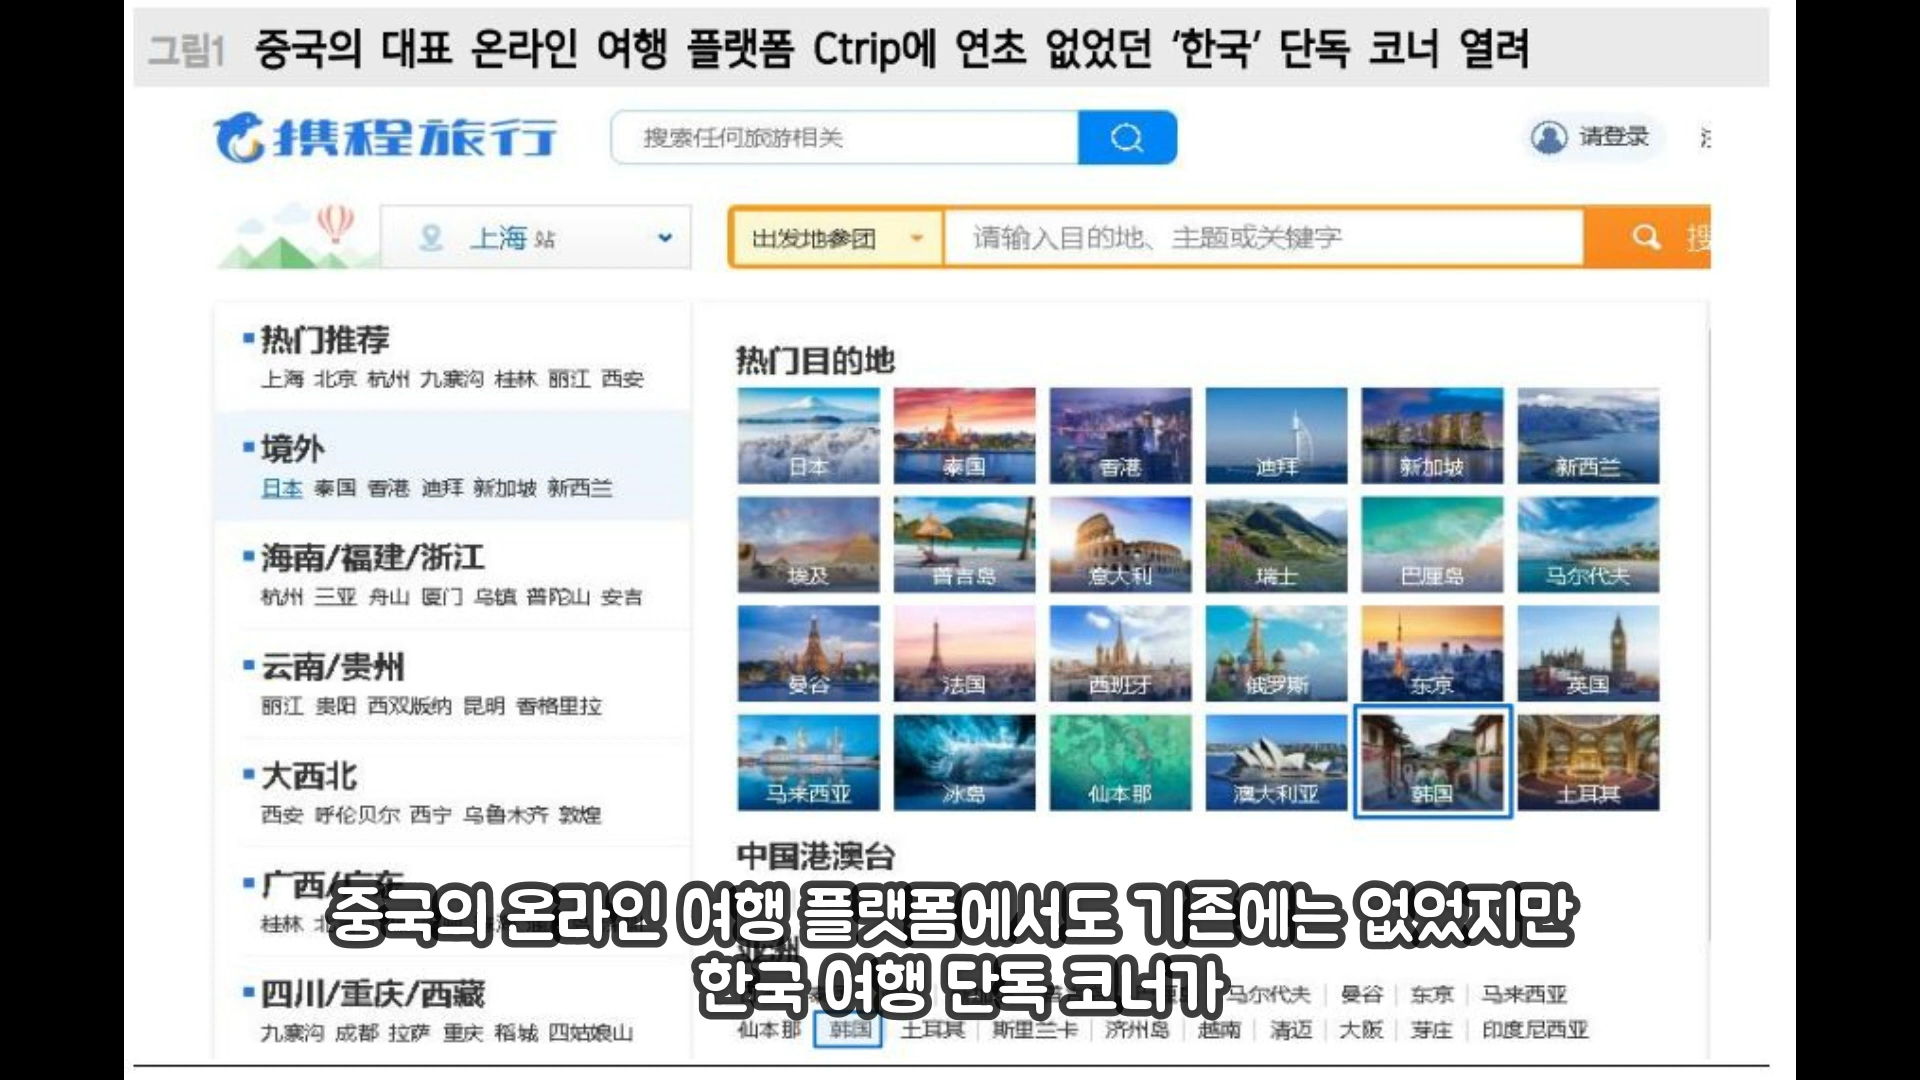 그림1 중국의 대표 온라인 여행 플랫폼 Ctrip에 연초 없었던 ‘한국’ 단독 코너 열려
携程旅行
搜索任何旅游相关
请登录
上海 站
出发地参团
请输入目的地、主题或关键字
搜
热门推荐
上海 北京 杭州 九寨沟 桂林 丽江 西安
境外
日本 泰国 香港 迪拜 新加坡 新西兰
海南/福建/浙江
杭州 三亚 舟山 厦门 乌镇 普陀山 安吉
云南/贵州
丽江 贵阳 西双版纳 昆明 香格里拉
大西北
西安 呼伦贝尔 西宁 乌鲁木齐 敦煌
广西/广东
桂林
四川/重庆/西藏
九寨沟 成都 拉萨 重庆 稻城 四姑娘山
热门目的地
日本 泰国 香港 迪拜 新加坡 新西兰
埃及 普吉岛 意大利 瑞士 巴厘岛 马尔代夫
曼谷 法国 西班牙 俄罗斯 东京 英国
马来西亚 冰岛 仙本那 澳大利亚 韩国 土耳其
中国港澳台
马尔代夫 | 曼谷 | 东京 | 马来西亚
仙本那 韩国 土耳其 | 斯里兰卡 | 济州岛 | 越南 | 清迈 | 大阪 | 芽庄 | 印度尼西亚
중국의 온라인 여행 플랫폼에서도 기존에는 없었지만
한국 여행 단독 코너가